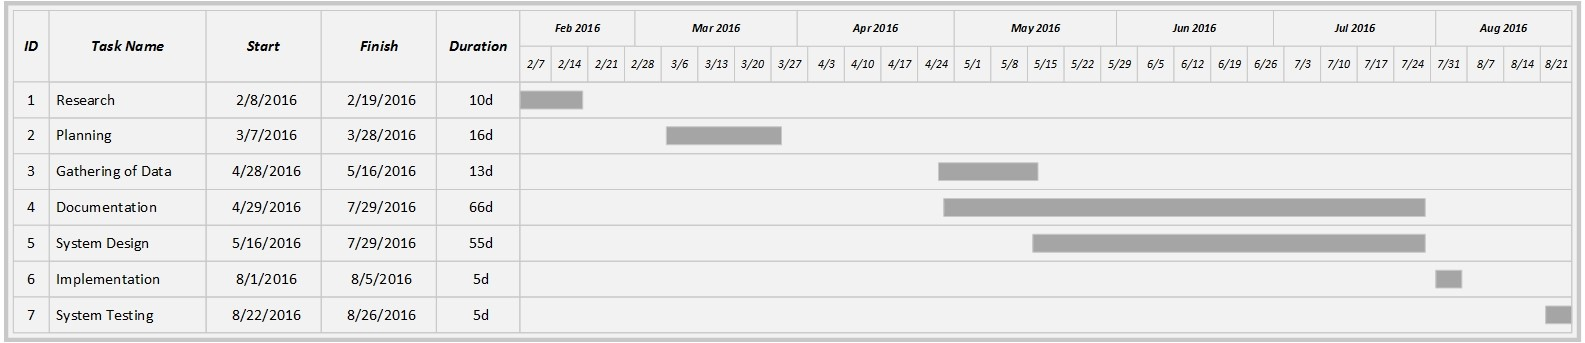 ID Task Name Start Finish Duration Feb 2016 Mar 2016 Apr 2016 May 2016 Jun 2016 Jul 2016 Aug 2016
2/7 2/14 2/21 2/28 3/6 3/13 3/20 3/27 4/3 4/10 4/17 4/24 5/1 5/8 5/15 5/22 5/29 6/5 6/12 6/19 6/26 7/3 7/10 7/17 7/24 7/31 8/7 8/14 8/21
1 Research 2/8/2016 2/19/2016 10d
2 Planning 3/7/2016 3/28/2016 16d
3 Gathering of Data 4/28/2016 5/16/2016 13d
4 Documentation 4/29/2016 7/29/2016 66d
5 System Design 5/16/2016 7/29/2016 55d
6 Implementation 8/1/2016 8/5/2016 5d
7 System Testing 8/22/2016 8/26/2016 5d